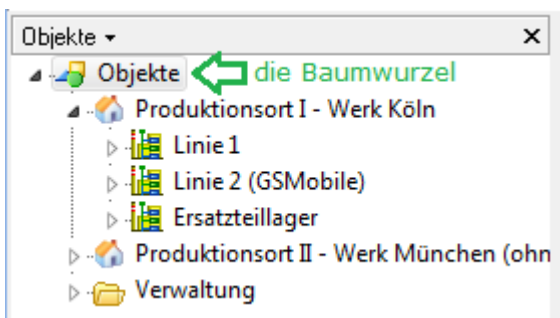 Objekte
Objekte die Baumwurzel
Produktionsort I - Werk Köln
Linie 1
Linie 2 (GSMobile)
Ersatzteillager
Produktionsort II - Werk München (ohn
Verwaltung